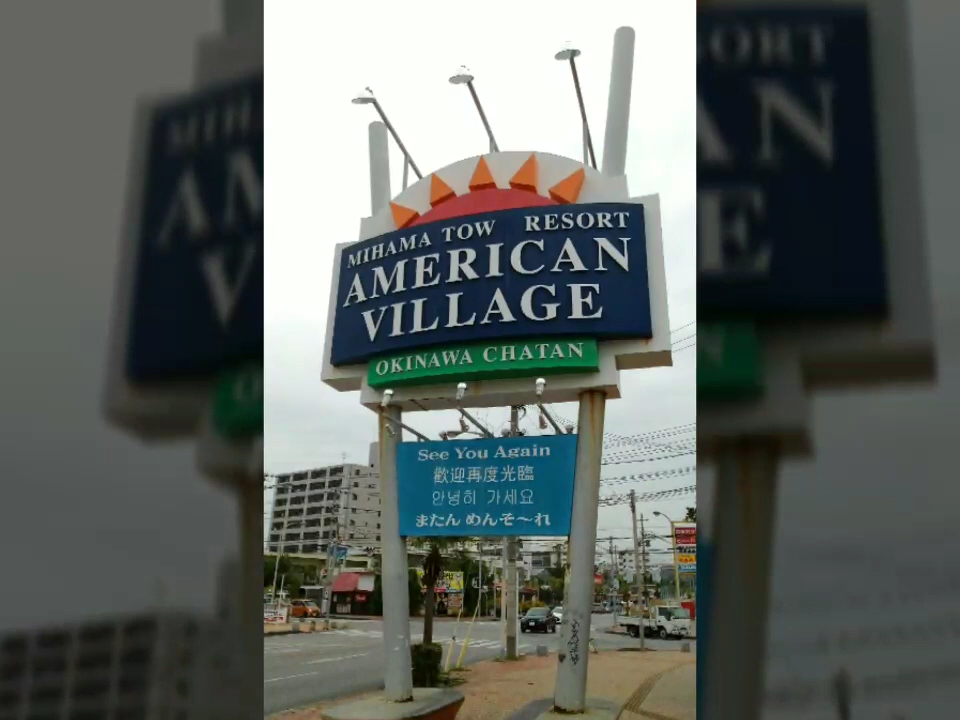 MIHAMA TOW RESORT
AMERICAN
VILLAGE
OKINAWA CHATAN
See You Again
歡迎再度光臨
안녕히 가세요
またん めんそ〜れ